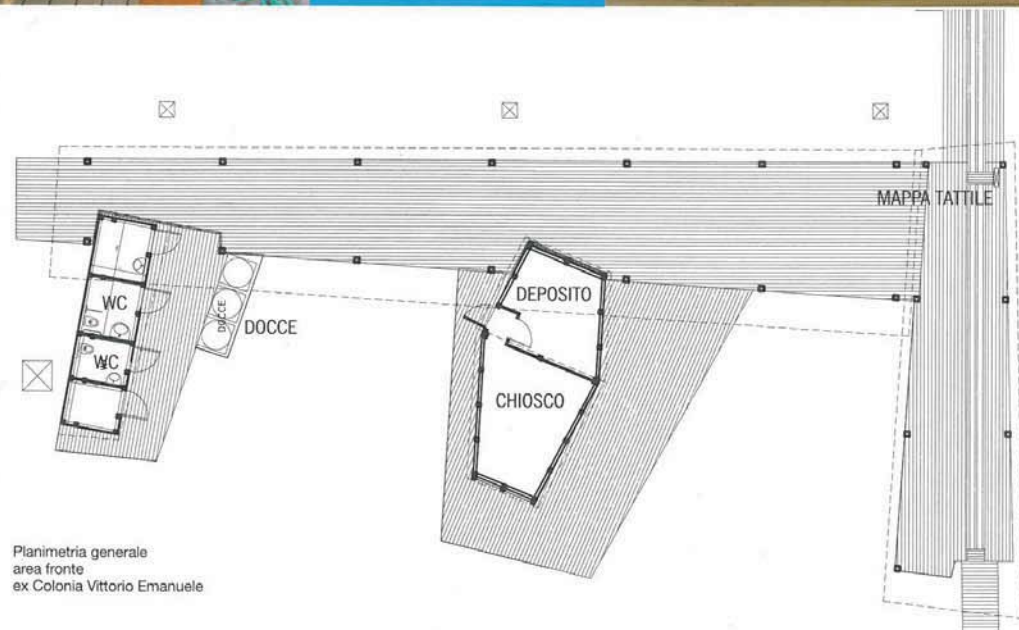 MAPPA TATTILE
WC
DOCCE
DOCCE
WC
DEPOSITO
CHIOSCO
Planimetria generale
area fronte
ex Colonia Vittorio Emanuele